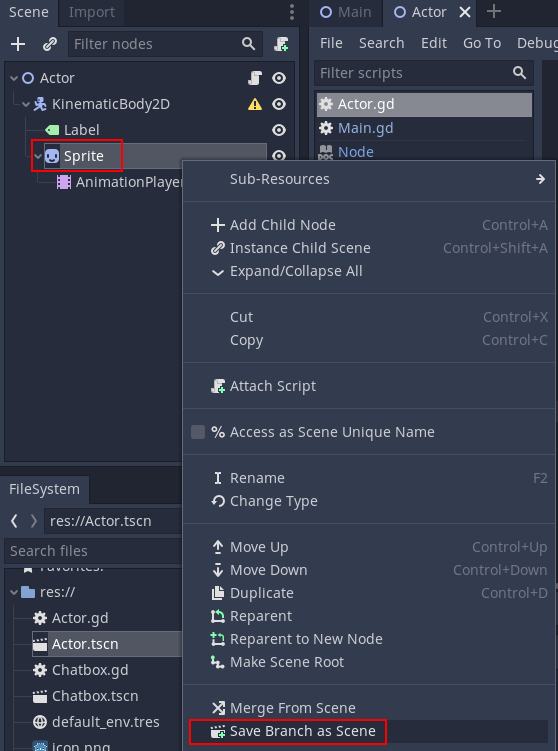 Scene Import
Filter nodes
Actor
KinematicBody2D
Label
Sprite
AnimationPlayer
FileSystem
res://Actor.tscn
Search files
Favorites:
res://
Actor.gd
Actor.tscn
Chatbox.gd
Chatbox.tscn
default_env.tres
icon.png
Main Actor
File Search Edit Go To Debug
Filter scripts
Actor.gd
Main.gd
DOC Node
Sub-Resources
Add Child Node Control+A
Instance Child Scene Control+Shift+A
Expand/Collapse All
Cut Control+X
Copy Control+C
Attach Script
Access as Scene Unique Name
Rename F2
Change Type
Move Up Control+Up
Move Down Control+Down
Duplicate Control+D
Reparent
Reparent to New Node
Make Scene Root
Merge From Scene
Save Branch as Scene